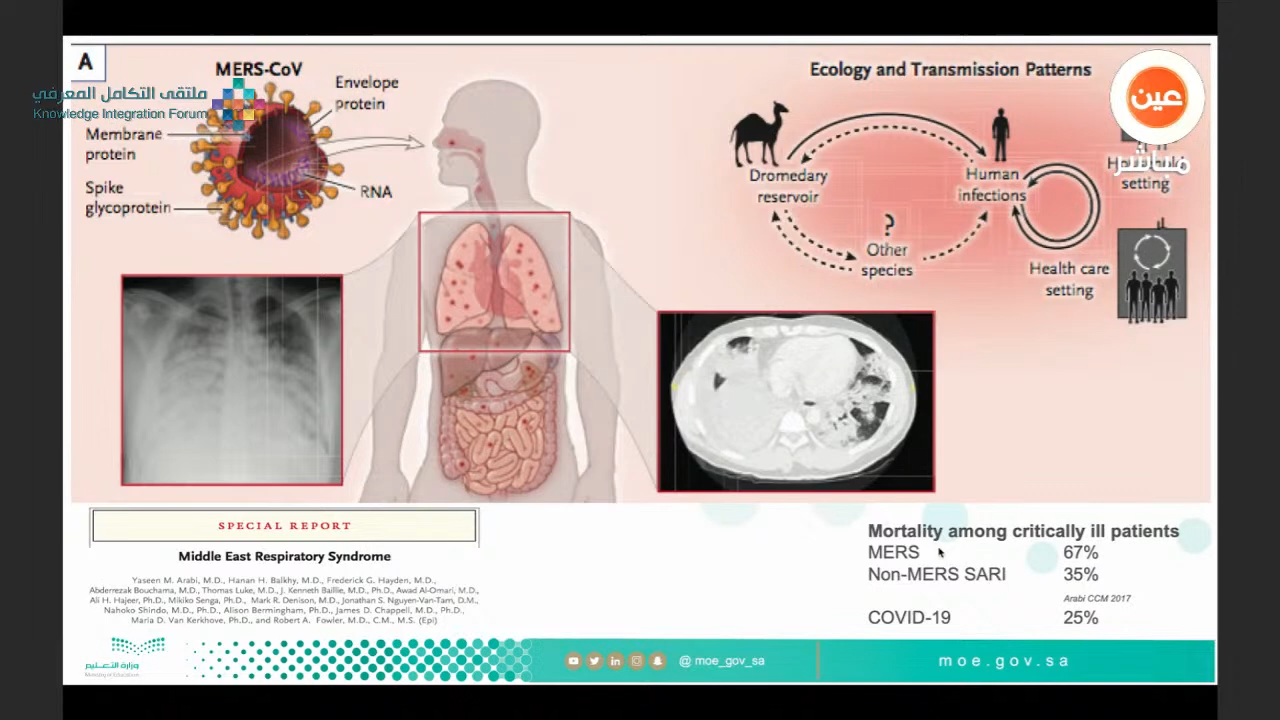 A
MERS-CoV
Envelope
protein
ملتقى التكامل المعرفي
Knowledge Integration Forum
Membrane
protein
Spike
glycoprotein
RNA
Ecology and Transmission Patterns
عين
مباشر
Dromedary
reservoir
Human
infections
setting
?
Other
species
Health care
setting
SPECIAL REPORT
Middle East Respiratory Syndrome
Yaseen M. Arabi, M.D., Hanan H. Balkhy, M.D., Frederick G. Hayden, M.D.,
Abderrezak Bouchama, M.D., Thomas Luke, M.D., J. Kenneth Baillie, M.D., Ph.D., Awad Al-Omari, M.D.,
Ali H. Hajeer, Ph.D., Mikiko Senga, Ph.D., Mark R. Denison, M.D., Jonathan S. Nguyen-Van-Tam, D.M.,
Nahoko Shindo, M.D., Ph.D., Alison Bermingham, Ph.D., James D. Chappell, M.D., Ph.D.,
Maria D. Van Kerkhove, Ph.D., and Robert A. Fowler, M.D., C.M., M.S. (Epi)
Mortality among critically ill patients
MERS 67%
Non-MERS SARI 35%
Arabi CCM 2017
COVID-19 25%
وزارة التعليم
Ministry of Education
@ moe_gov_sa
moe.gov.sa